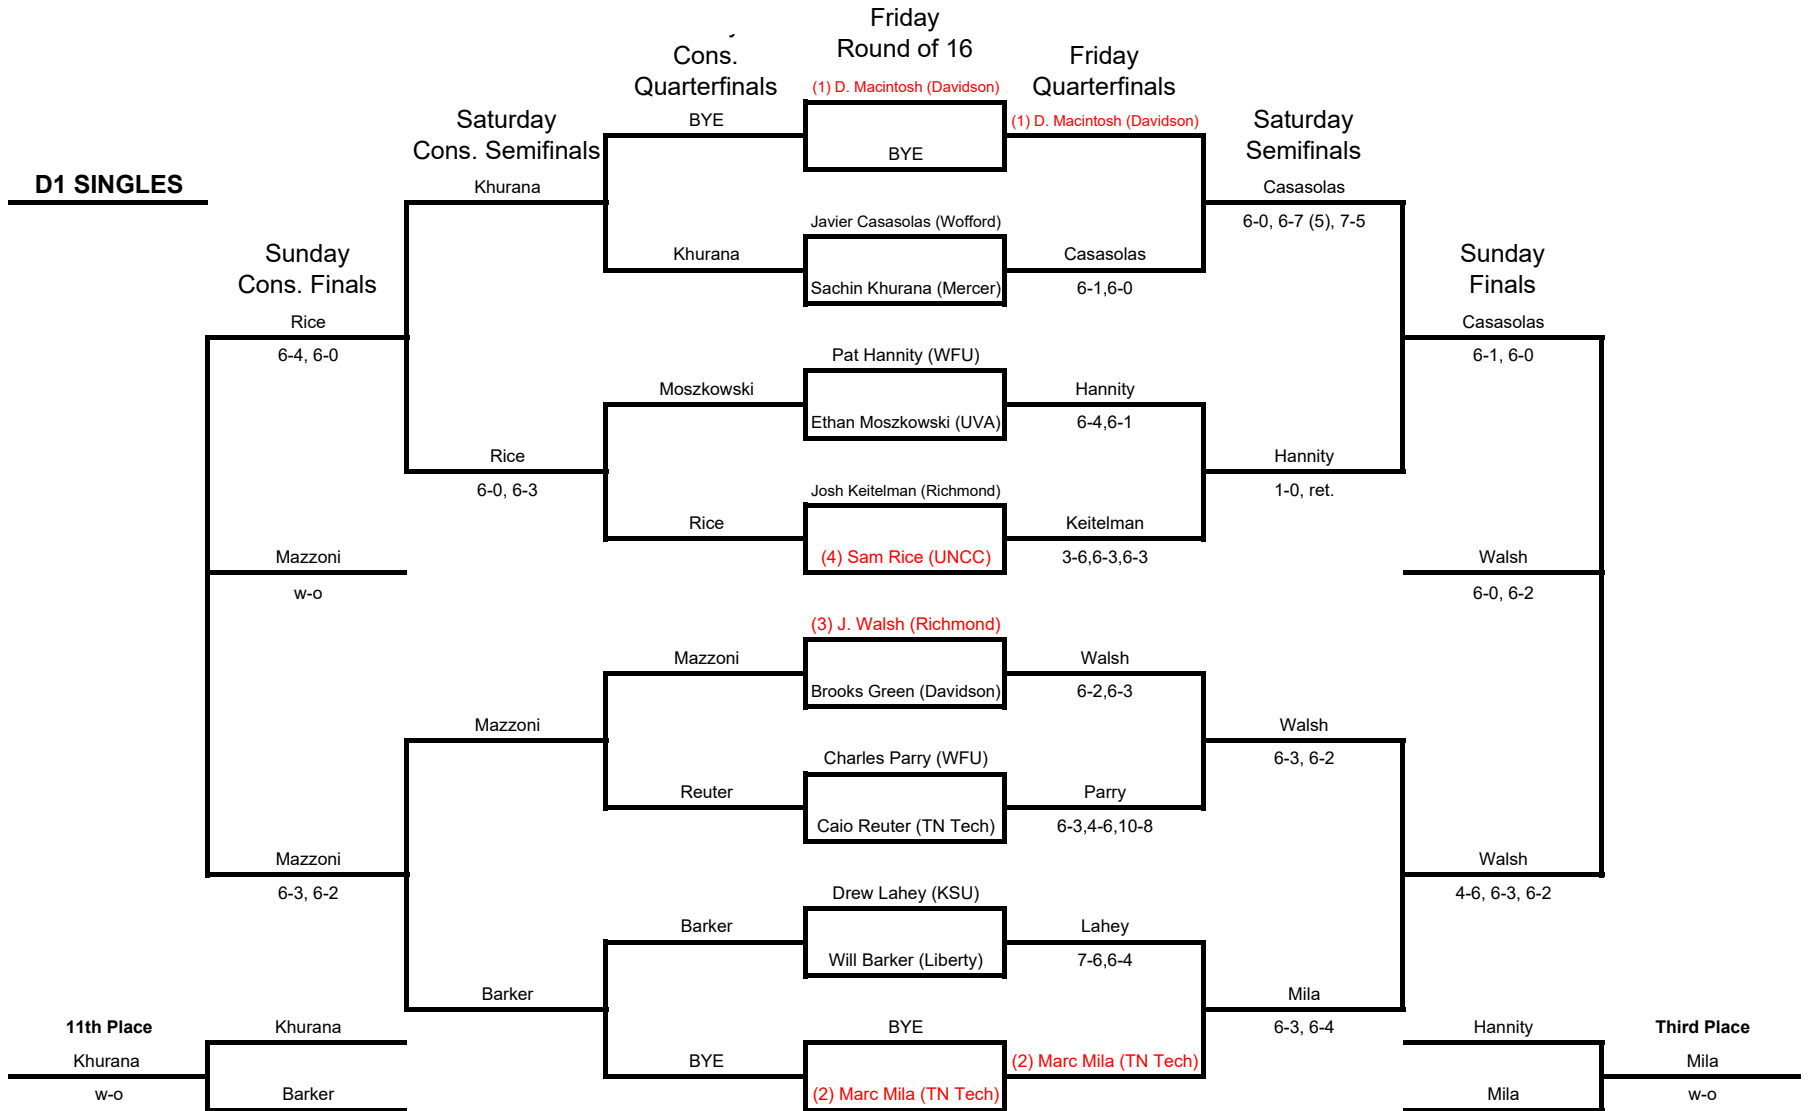 Friday
Round of 16
Cons.
Quarterfinals
Friday
Quarterfinals
(1) D. Macintosh (Davidson)
Saturday
Cons. Semifinals
BYE
(1) D. Macintosh (Davidson)
Saturday
Semifinals
BYE
D1 SINGLES
Khurana
Casasolas
Javier Casasolas (Wofford)
6-0, 6-7 (5), 7-5
Sunday
Cons. Finals
Khurana
Casasolas
Sunday
Finals
Sachin Khurana (Mercer)
6-1,6-0
Rice
Casasolas
6-4, 6-0
Pat Hannity (WFU)
6-1, 6-0
Moszkowski
Hannity
Ethan Moszkowski (UVA)
6-4,6-1
Rice
Hannity
6-0, 6-3
Josh Keitelman (Richmond)
1-0, ret.
Rice
Keitelman
Mazzoni
(4) Sam Rice (UNCC)
3-6,6-3,6-3
Walsh
w-o
6-0, 6-2
(3) J. Walsh (Richmond)
Mazzoni
Walsh
Brooks Green (Davidson)
6-2,6-3
Mazzoni
Walsh
Charles Parry (WFU)
6-3, 6-2
Reuter
Parry
Caio Reuter (TN Tech)
6-3,4-6,10-8
Mazzoni
Walsh
6-3, 6-2
Drew Lahey (KSU)
4-6, 6-3, 6-2
Barker
Lahey
Will Barker (Liberty)
7-6,6-4
Barker
Mila
11th Place
Khurana
BYE
6-3, 6-4
Hannity
Third Place
Khurana
BYE
(2) Marc Mila (TN Tech)
Mila
w-o
Barker
(2) Marc Mila (TN Tech)
Mila
w-o